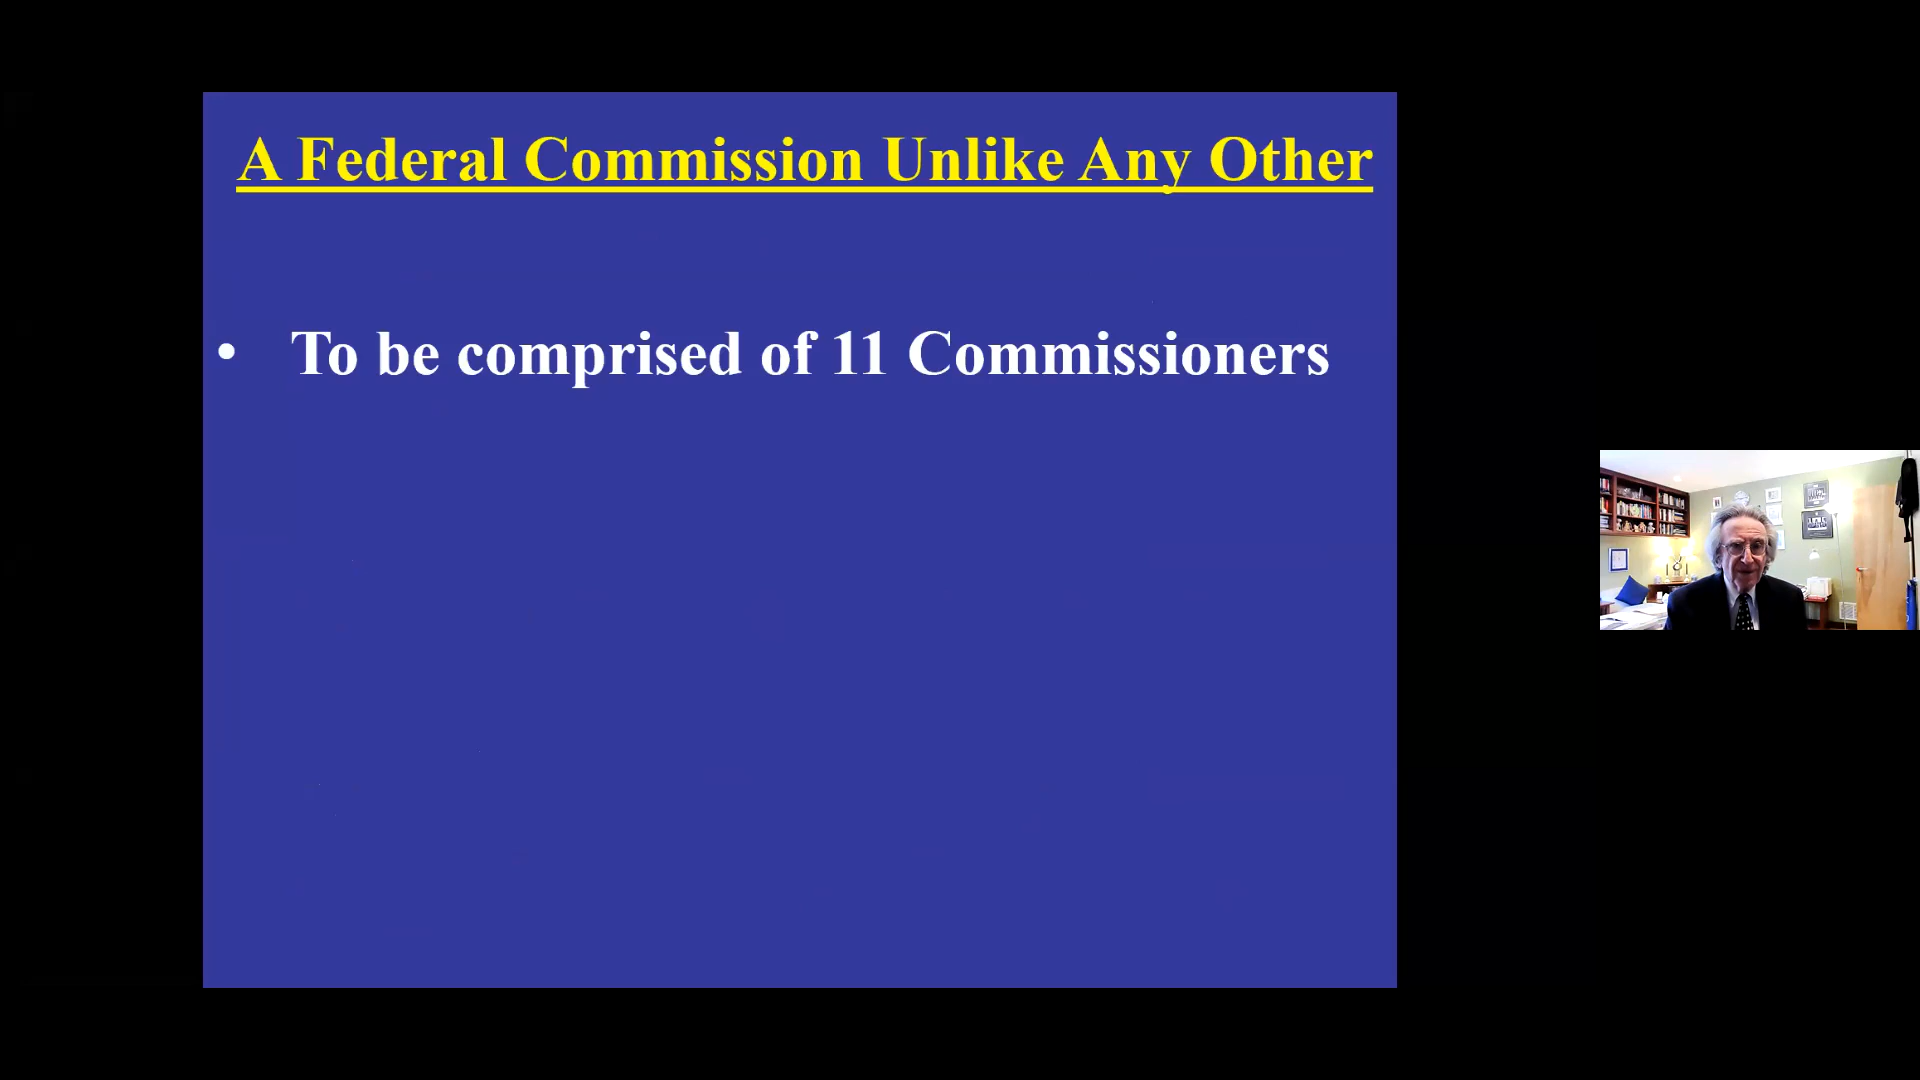 A Federal Commission Unlike Any Other
• To be comprised of 11 Commissioners